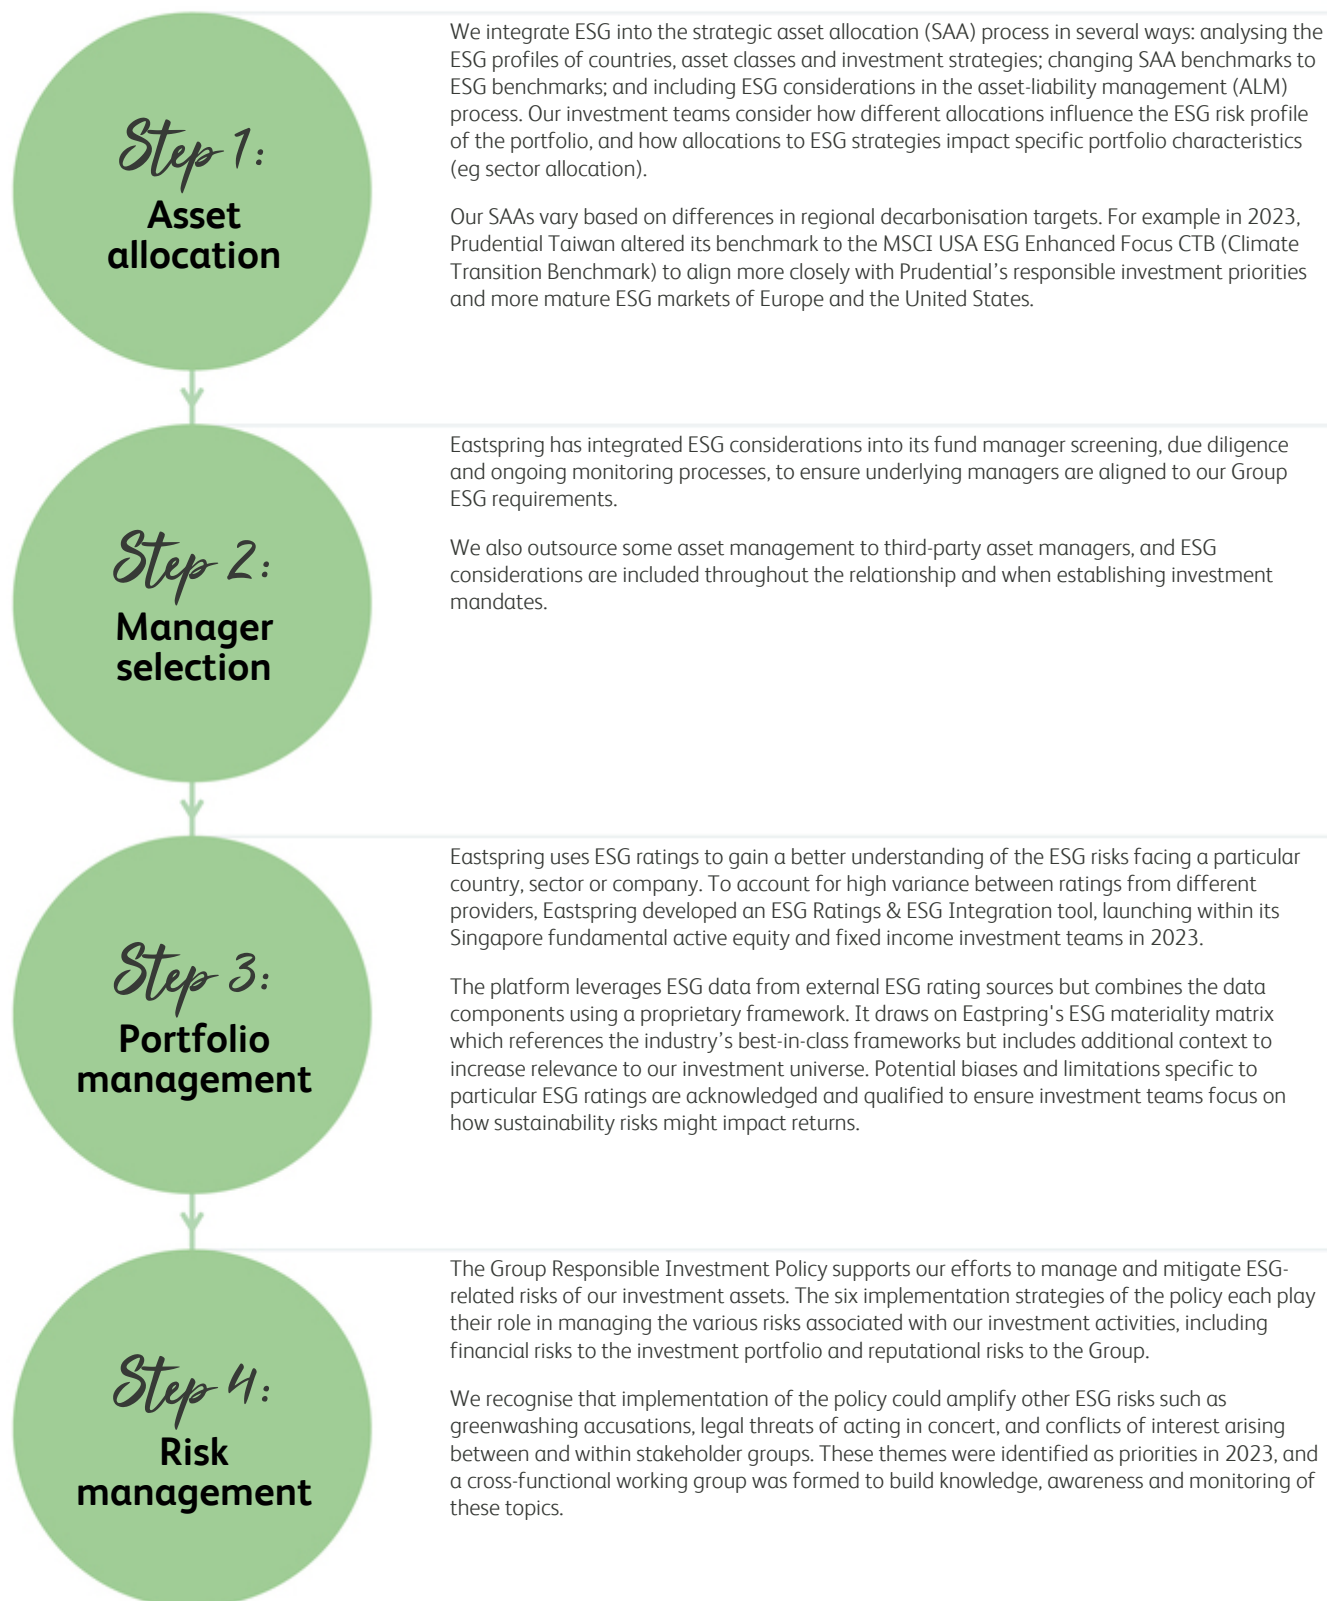 Step 1:
Asset
allocation
We integrate ESG into the strategic asset allocation (SAA) process in several ways: analysing the
ESG profiles of countries, asset classes and investment strategies; changing SAA benchmarks to
ESG benchmarks; and including ESG considerations in the asset-liability management (ALM)
process. Our investment teams consider how different allocations influence the ESG risk profile
of the portfolio, and how allocations to ESG strategies impact specific portfolio characteristics
(eg sector allocation).
Our SAAs vary based on differences in regional decarbonisation targets. For example in 2023,
Prudential Taiwan altered its benchmark to the MSCI USA ESG Enhanced Focus CTB (Climate
Transition Benchmark) to align more closely with Prudential’s responsible investment priorities
and more mature ESG markets of Europe and the United States.
Step 2:
Manager
selection
Eastspring has integrated ESG considerations into its fund manager screening, due diligence
and ongoing monitoring processes, to ensure underlying managers are aligned to our Group
ESG requirements.
We also outsource some asset management to third-party asset managers, and ESG
considerations are included throughout the relationship and when establishing investment
mandates.
Step 3:
Portfolio
management
Eastspring uses ESG ratings to gain a better understanding of the ESG risks facing a particular
country, sector or company. To account for high variance between ratings from different
providers, Eastspring developed an ESG Ratings & ESG Integration tool, launching within its
Singapore fundamental active equity and fixed income investment teams in 2023.
The platform leverages ESG data from external ESG rating sources but combines the data
components using a proprietary framework. It draws on Eastpring's ESG materiality matrix
which references the industry’s best-in-class frameworks but includes additional context to
increase relevance to our investment universe. Potential biases and limitations specific to
particular ESG ratings are acknowledged and qualified to ensure investment teams focus on
how sustainability risks might impact returns.
Step 4:
Risk
management
The Group Responsible Investment Policy supports our efforts to manage and mitigate ESG-
related risks of our investment assets. The six implementation strategies of the policy each play
their role in managing the various risks associated with our investment activities, including
financial risks to the investment portfolio and reputational risks to the Group.
We recognise that implementation of the policy could amplify other ESG risks such as
greenwashing accusations, legal threats of acting in concert, and conflicts of interest arising
between and within stakeholder groups. These themes were identified as priorities in 2023, and
a cross-functional working group was formed to build knowledge, awareness and monitoring of
these topics.